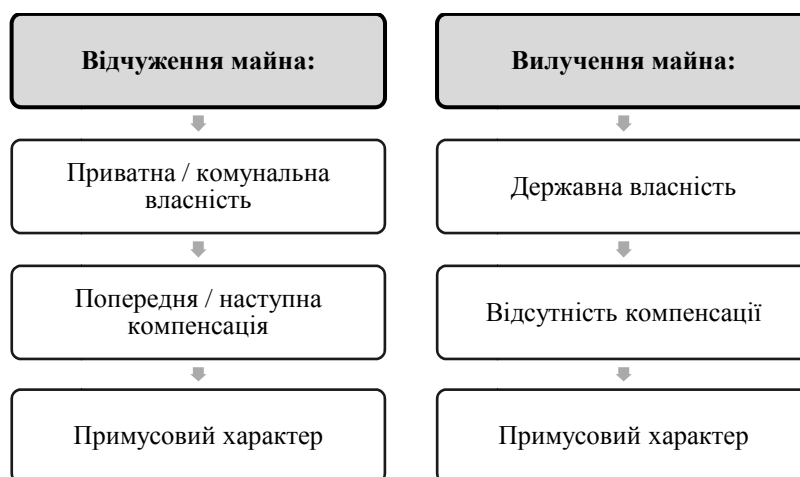 Відчуження майна:
Приватна / комунальна
власність
Попередня / наступна
компенсація
Примусовий характер
Вилучення майна:
Державна власність
Відсутність компенсації
Примусовий характер